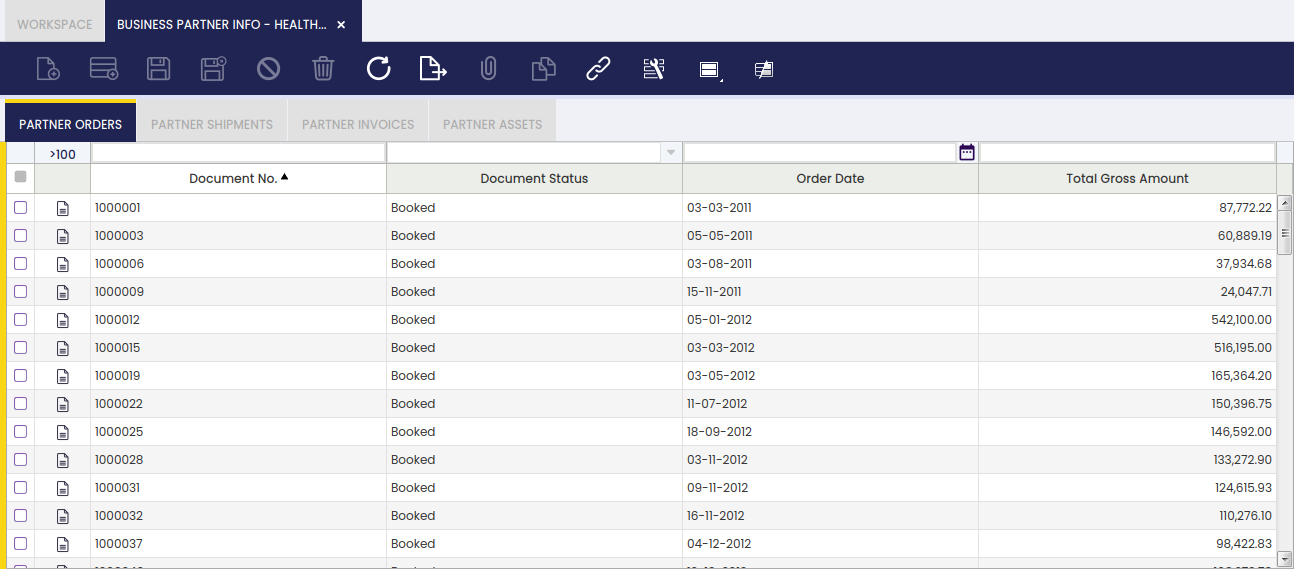 WORKSPACE BUSINESS PARTNER INFO - HEALTH...
PARTNER ORDERS PARTNER SHIPMENTS PARTNER INVOICES PARTNER ASSETS
>100
Document No. Document Status Order Date Total Gross Amount
1000001 Booked 03-03-2011 87,772.22
1000003 Booked 05-05-2011 60,889.19
1000006 Booked 03-08-2011 37,934.68
1000009 Booked 15-11-2011 24,047.71
1000012 Booked 05-01-2012 542,100.00
1000015 Booked 03-03-2012 516,195.00
1000019 Booked 03-05-2012 165,364.20
1000022 Booked 11-07-2012 150,396.75
1000025 Booked 18-09-2012 146,592.00
1000028 Booked 03-11-2012 133,272.90
1000031 Booked 09-11-2012 124,615.93
1000032 Booked 16-11-2012 110,276.10
1000037 Booked 04-12-2012 98,422.83